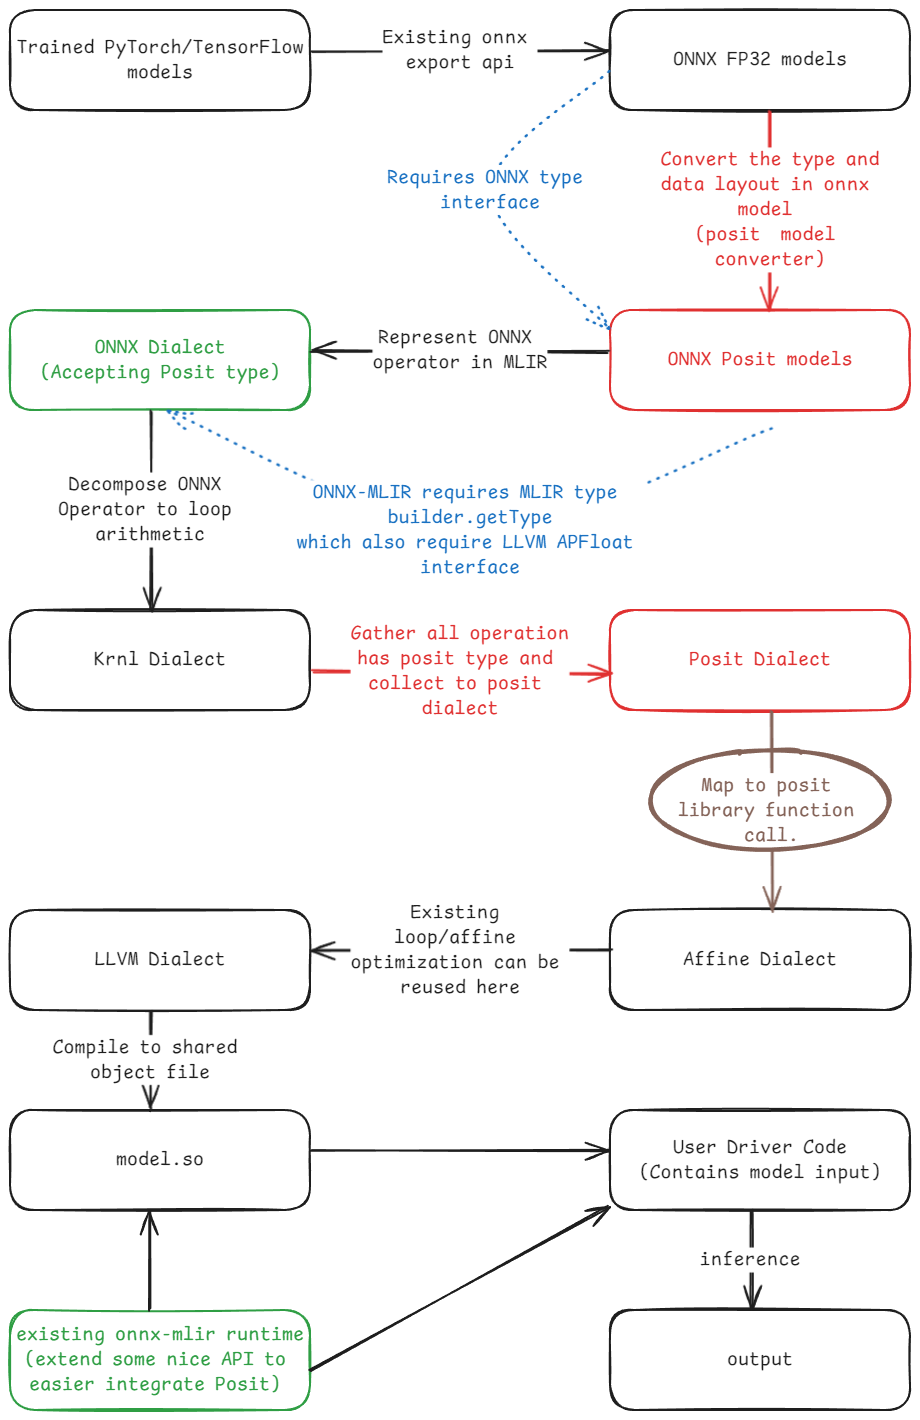 Trained PyTorch/TensorFlow
models
Existing onnx
export api
ONNX FP32 models
Convert the type and
data layout in onnx
model
(posit model
converter)
Requires ONNX type
interface
ONNX Dialect
(Accepting Posit type)
Represent ONNX
operator in MLIR
ONNX Posit models
Decompose ONNX
Operator to loop
arithmetic
ONNX-MLIR requires MLIR type
builder.getType
which also require LLVM APFloat
interface
Krnl Dialect
Gather all operation
has posit type and
collect to posit
dialect
Posit Dialect
Map to posit
library function
call.
LLVM Dialect
Existing
loop/affine
optimization can be
reused here
Affine Dialect
Compile to shared
object file
model.so
User Driver Code
(Contains model input)
inference
existing onnx-mlir runtime
(extend some nice API to
easier integrate Posit)
output